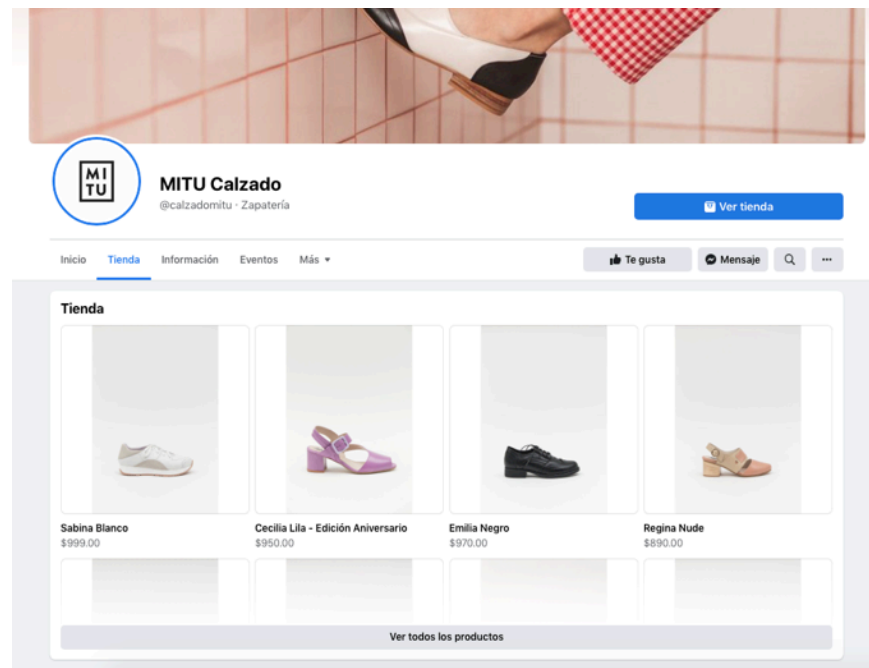 MI
TU
MITU Calzado
@calzadomitu · Zapatería
Ver tienda
Inicio Tienda Información Eventos Más
Te gusta Mensaje
Tienda
Sabina Blanco
$999.00
Cecilia Lila - Edición Aniversario
$950.00
Emilia Negro
$970.00
Regina Nude
$890.00
Ver todos los productos